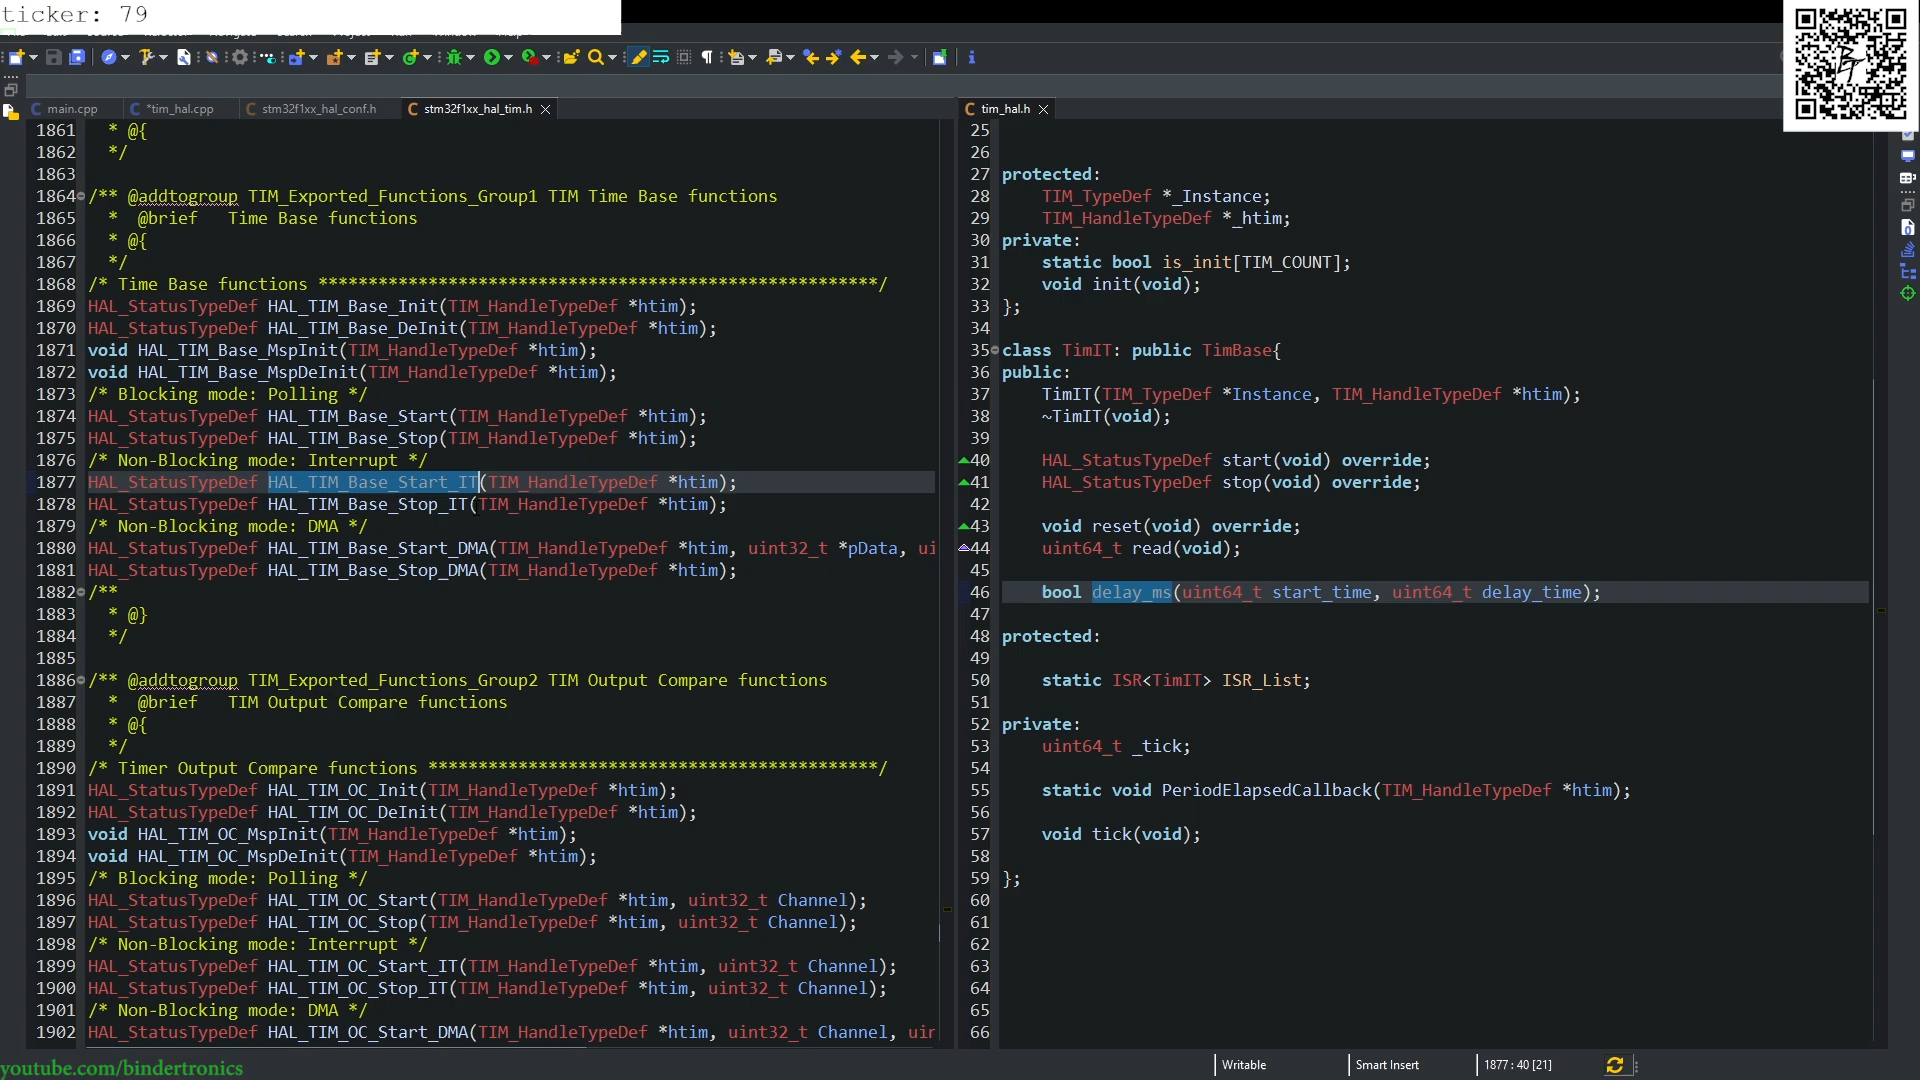 ticker: 79
main.cpp
*tim_hal.cpp
stm32f1xx_hal_conf.h
stm32f1xx_hal_tim.h
1861 * @{
1862 */
1863
1864 /** @addtogroup TIM_Exported_Functions_Group1 TIM Time Base functions
1865 * @brief Time Base functions
1866 * @{
1867 */
1868 /* Time Base functions ********************************************************/
1869 HAL_StatusTypeDef HAL_TIM_Base_Init(TIM_HandleTypeDef *htim);
1870 HAL_StatusTypeDef HAL_TIM_Base_DeInit(TIM_HandleTypeDef *htim);
1871 void HAL_TIM_Base_MspInit(TIM_HandleTypeDef *htim);
1872 void HAL_TIM_Base_MspDeInit(TIM_HandleTypeDef *htim);
1873 /* Blocking mode: Polling */
1874 HAL_StatusTypeDef HAL_TIM_Base_Start(TIM_HandleTypeDef *htim);
1875 HAL_StatusTypeDef HAL_TIM_Base_Stop(TIM_HandleTypeDef *htim);
1876 /* Non-Blocking mode: Interrupt */
1877 HAL_StatusTypeDef HAL_TIM_Base_Start_IT(TIM_HandleTypeDef *htim);
1878 HAL_StatusTypeDef HAL_TIM_Base_Stop_IT(TIM_HandleTypeDef *htim);
1879 /* Non-Blocking mode: DMA */
1880 HAL_StatusTypeDef HAL_TIM_Base_Start_DMA(TIM_HandleTypeDef *htim, uint32_t *pData, ui
1881 HAL_StatusTypeDef HAL_TIM_Base_Stop_DMA(TIM_HandleTypeDef *htim);
1882 /**
1883 * @}
1884 */
1885
1886 /** @addtogroup TIM_Exported_Functions_Group2 TIM Output Compare functions
1887 * @brief TIM Output Compare functions
1888 * @{
1889 */
1890 /* Timer Output Compare functions *********************************************/
1891 HAL_StatusTypeDef HAL_TIM_OC_Init(TIM_HandleTypeDef *htim);
1892 HAL_StatusTypeDef HAL_TIM_OC_DeInit(TIM_HandleTypeDef *htim);
1893 void HAL_TIM_OC_MspInit(TIM_HandleTypeDef *htim);
1894 void HAL_TIM_OC_MspDeInit(TIM_HandleTypeDef *htim);
1895 /* Blocking mode: Polling */
1896 HAL_StatusTypeDef HAL_TIM_OC_Start(TIM_HandleTypeDef *htim, uint32_t Channel);
1897 HAL_StatusTypeDef HAL_TIM_OC_Stop(TIM_HandleTypeDef *htim, uint32_t Channel);
1898 /* Non-Blocking mode: Interrupt */
1899 HAL_StatusTypeDef HAL_TIM_OC_Start_IT(TIM_HandleTypeDef *htim, uint32_t Channel);
1900 HAL_StatusTypeDef HAL_TIM_OC_Stop_IT(TIM_HandleTypeDef *htim, uint32_t Channel);
1901 /* Non-Blocking mode: DMA */
1902 HAL_StatusTypeDef HAL_TIM_OC_Start_DMA(TIM_HandleTypeDef *htim, uint32_t Channel, uin
tim_hal.h
25
26
27 protected:
28 TIM_TypeDef *_Instance;
29 TIM_HandleTypeDef *_htim;
30 private:
31 static bool is_init[TIM_COUNT];
32 void init(void);
33 };
34
35 class TimIT: public TimBase{
36 public:
37 TimIT(TIM_TypeDef *Instance, TIM_HandleTypeDef *htim);
38 ~TimIT(void);
39
40 HAL_StatusTypeDef start(void) override;
41 HAL_StatusTypeDef stop(void) override;
42
43 void reset(void) override;
44 uint64_t read(void);
45
46 bool delay_ms(uint64_t start_time, uint64_t delay_time);
47
48 protected:
49
50 static ISR<TimIT> ISR_List;
51
52 private:
53 uint64_t _tick;
54
55 static void PeriodElapsedCallback(TIM_HandleTypeDef *htim);
56
57 void tick(void);
58
59 };
60
61
62
63
64
65
66
Writable
Smart Insert
1877 : 40 [21]
youtube.com/bindertronics